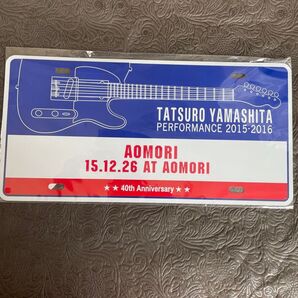 TATSURO YAMASHITA
PERFORMANCE 2015-2016
AOMORI
15.12.26 AT AOMORI
★ ★ 40th Anniversary ★ ★